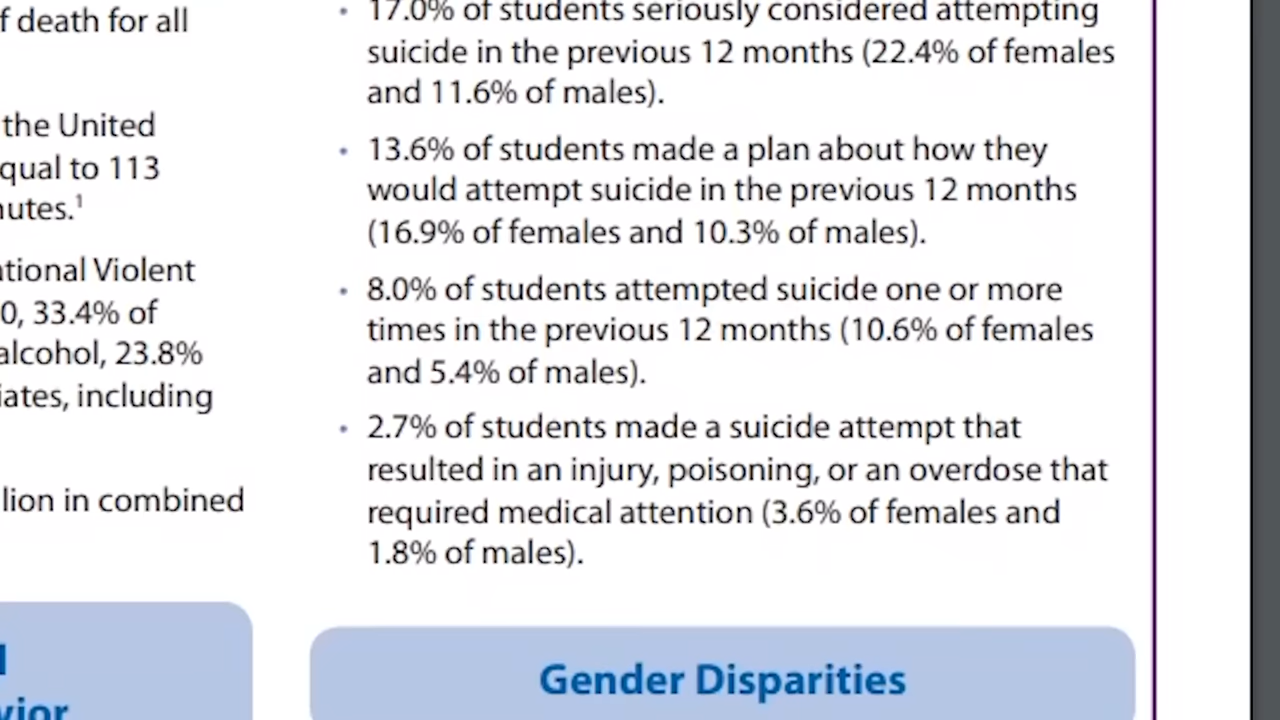 f death for all
the United
qual to 113
nutes.¹
ational Violent
0, 33.4% of
alcohol, 23.8%
iates, including
lion in combined
17.0% of students seriously considered attempting
suicide in the previous 12 months (22.4% of females
and 11.6% of males).
• 13.6% of students made a plan about how they
would attempt suicide in the previous 12 months
(16.9% of females and 10.3% of males).
• 8.0% of students attempted suicide one or more
times in the previous 12 months (10.6% of females
and 5.4% of males).
• 2.7% of students made a suicide attempt that
resulted in an injury, poisoning, or an overdose that
required medical attention (3.6% of females and
1.8% of males).
Gender Disparities